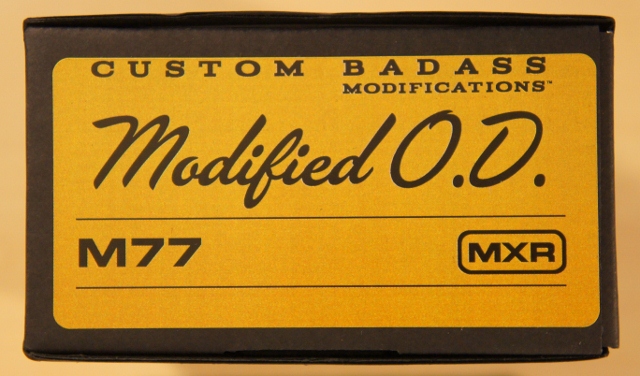 CUSTOM BADASS
MODIFICATIONS™
Modified O.D.
M77 MXR